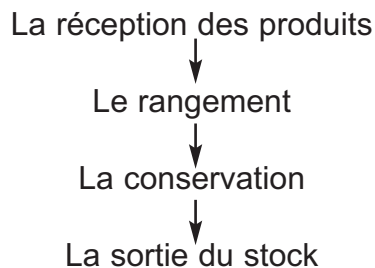 La réception des produits
Le rangement
La conservation
La sortie du stock